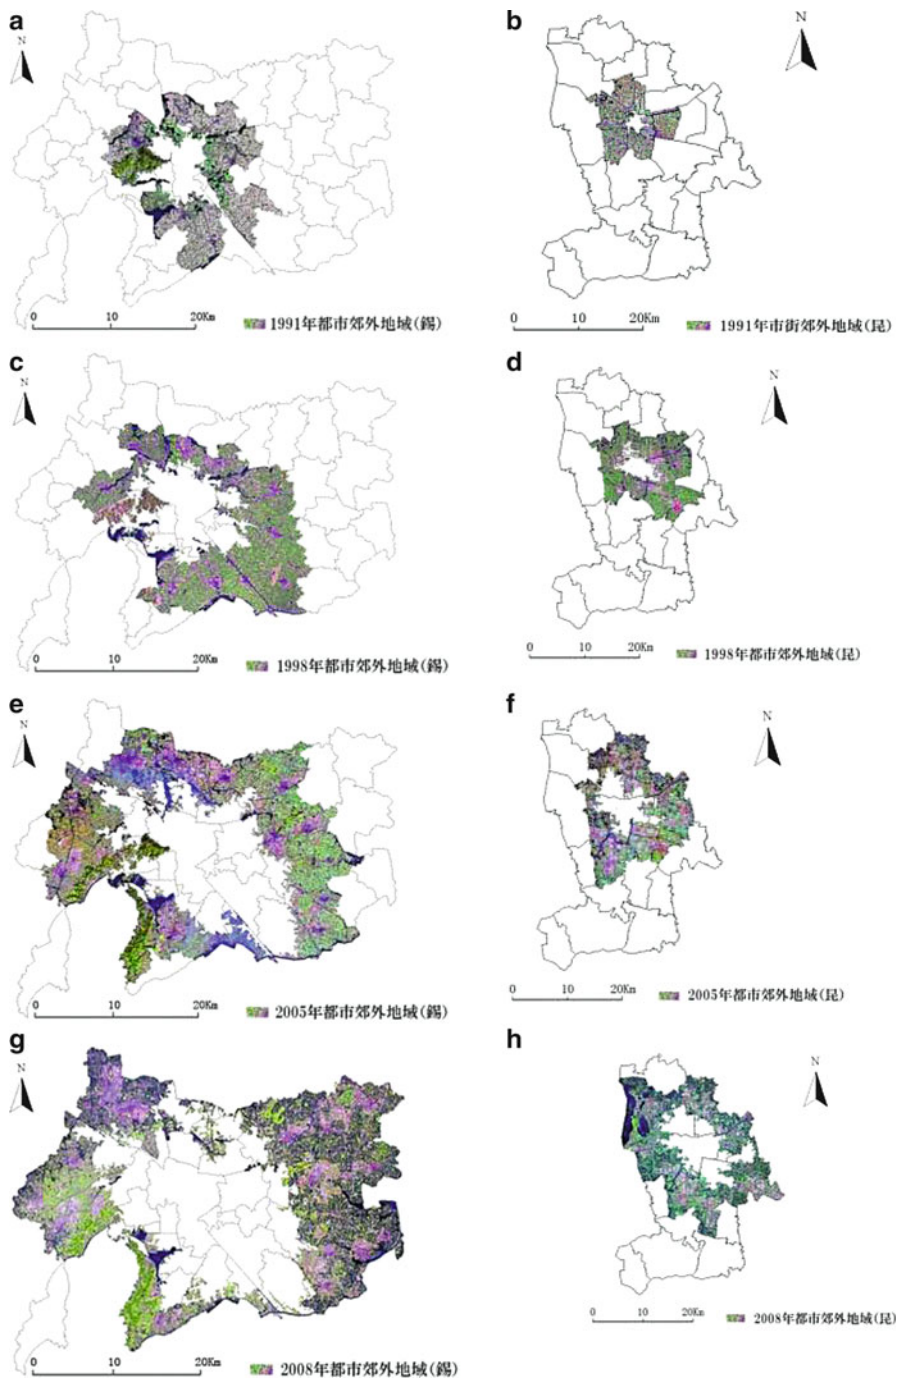 a
b
N
N
0 10 20Km
1991年都市郊外地域(錫)
0 10 20Km
1991年市街郊外地域(昆)
c
d
N
N
0 10 20Km
1998年都市郊外地域(錫)
0 10 20Km
1998年都市郊外地域(昆)
e
f
N
N
0 10 20Km
2005年都市郊外地域(錫)
0 10 20Km
2005年都市郊外地域(昆)
g
h
N
N
0 10 20Km
2008年都市郊外地域(錫)
0 10 20Km
2008年都市郊外地域(昆)